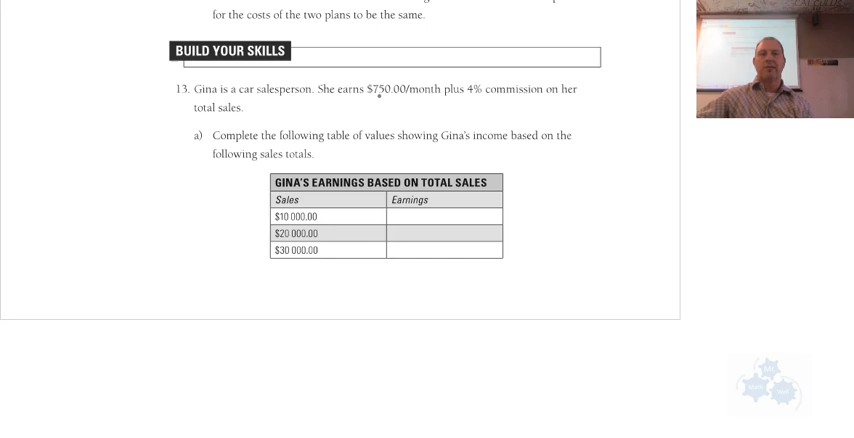 for the costs of the two plans to be the same.
BUILD YOUR SKILLS
13. Gina is a car salesperson. She earns $750.00/month plus 4% commission on her
total sales.
a) Complete the following table of values showing Gina's income based on the
following sales totals.
GINA'S EARNINGS BASED ON TOTAL SALES
Sales Earnings
$10 000.00
$20 000.00
$30 000.00